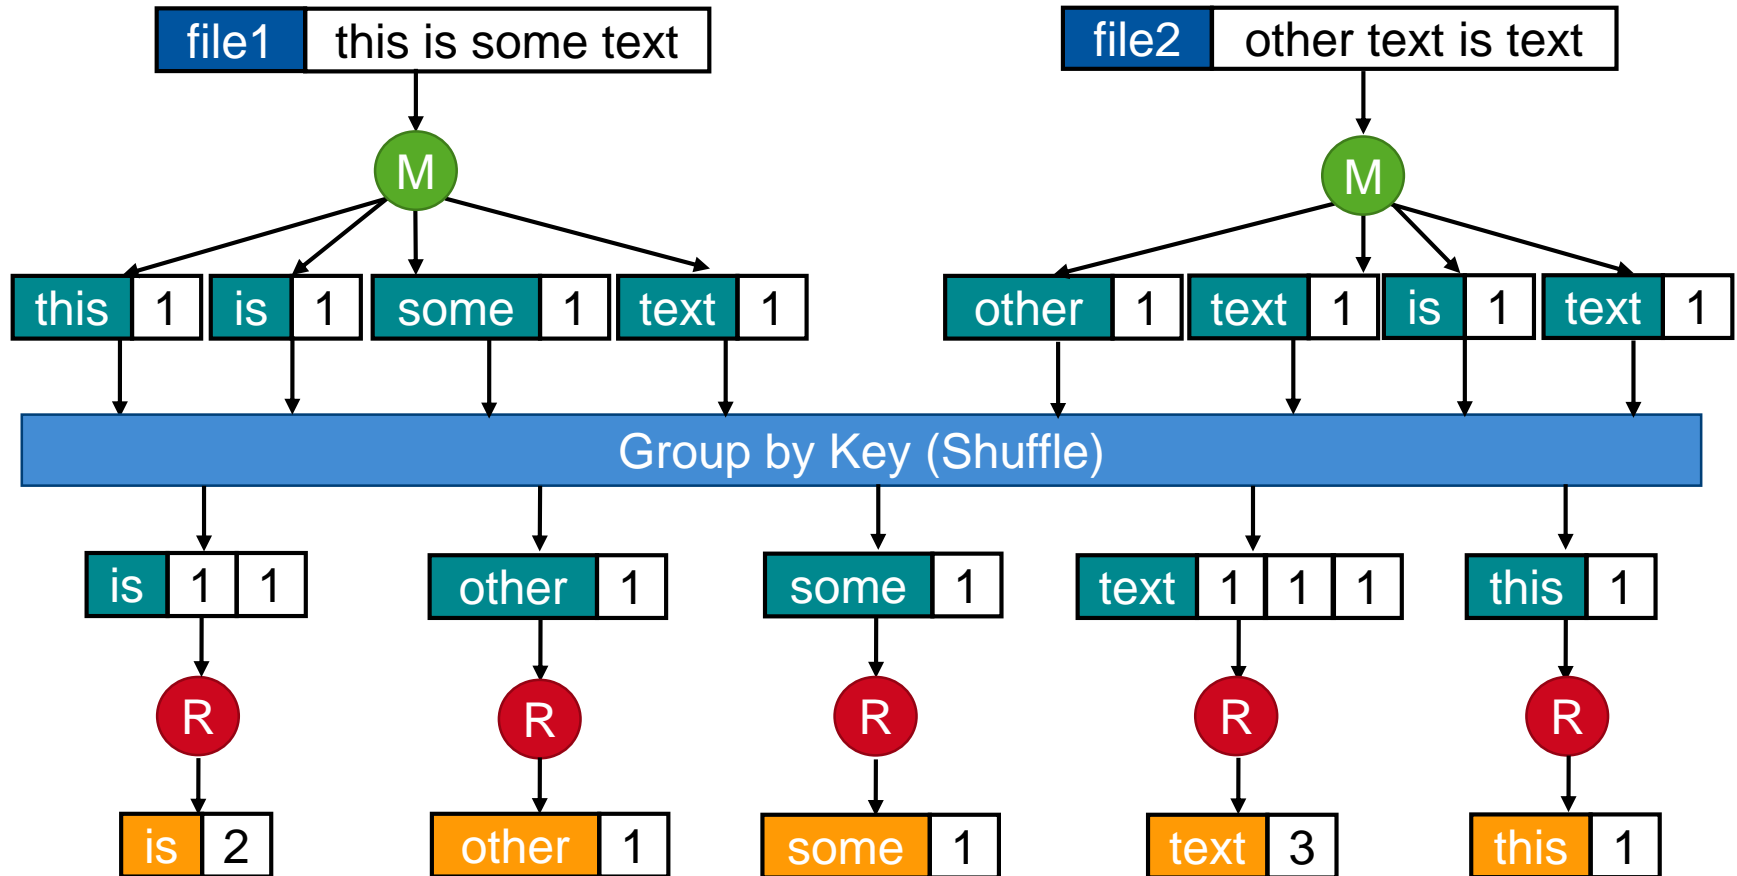 file1 this is some text file2 other text is text
M M
this 1 is 1 some 1 text 1 other 1 text 1 is 1 text 1
Group by Key (Shuffle)
is 1 1 other 1 some 1 text 1 1 1 this 1
R R R R R
is 2 other 1 some 1 text 3 this 1